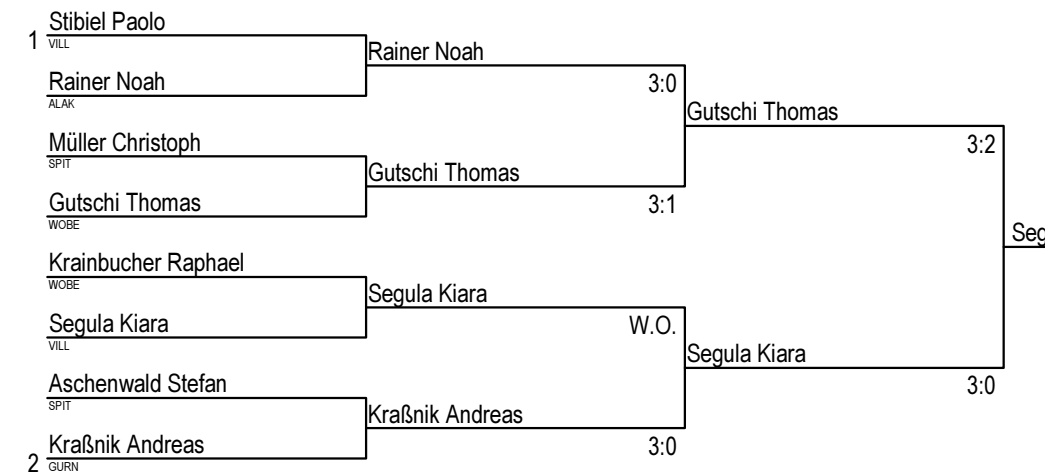 Stibiel Paolo
1 VILL
Rainer Noah
Rainer Noah
3:0
ALAK
Gutschi Thomas
Müller Christoph
3:2
SPIT
Gutschi Thomas
Gutschi Thomas
3:1
WOBE
Seg
Krainbucher Raphael
WOBE
Segula Kiara
Segula Kiara
W.O.
VILL
Segula Kiara
Aschenwald Stefan
3:0
SPIT
Kraßnik Andreas
Kraßnik Andreas
3:0
2 GURN